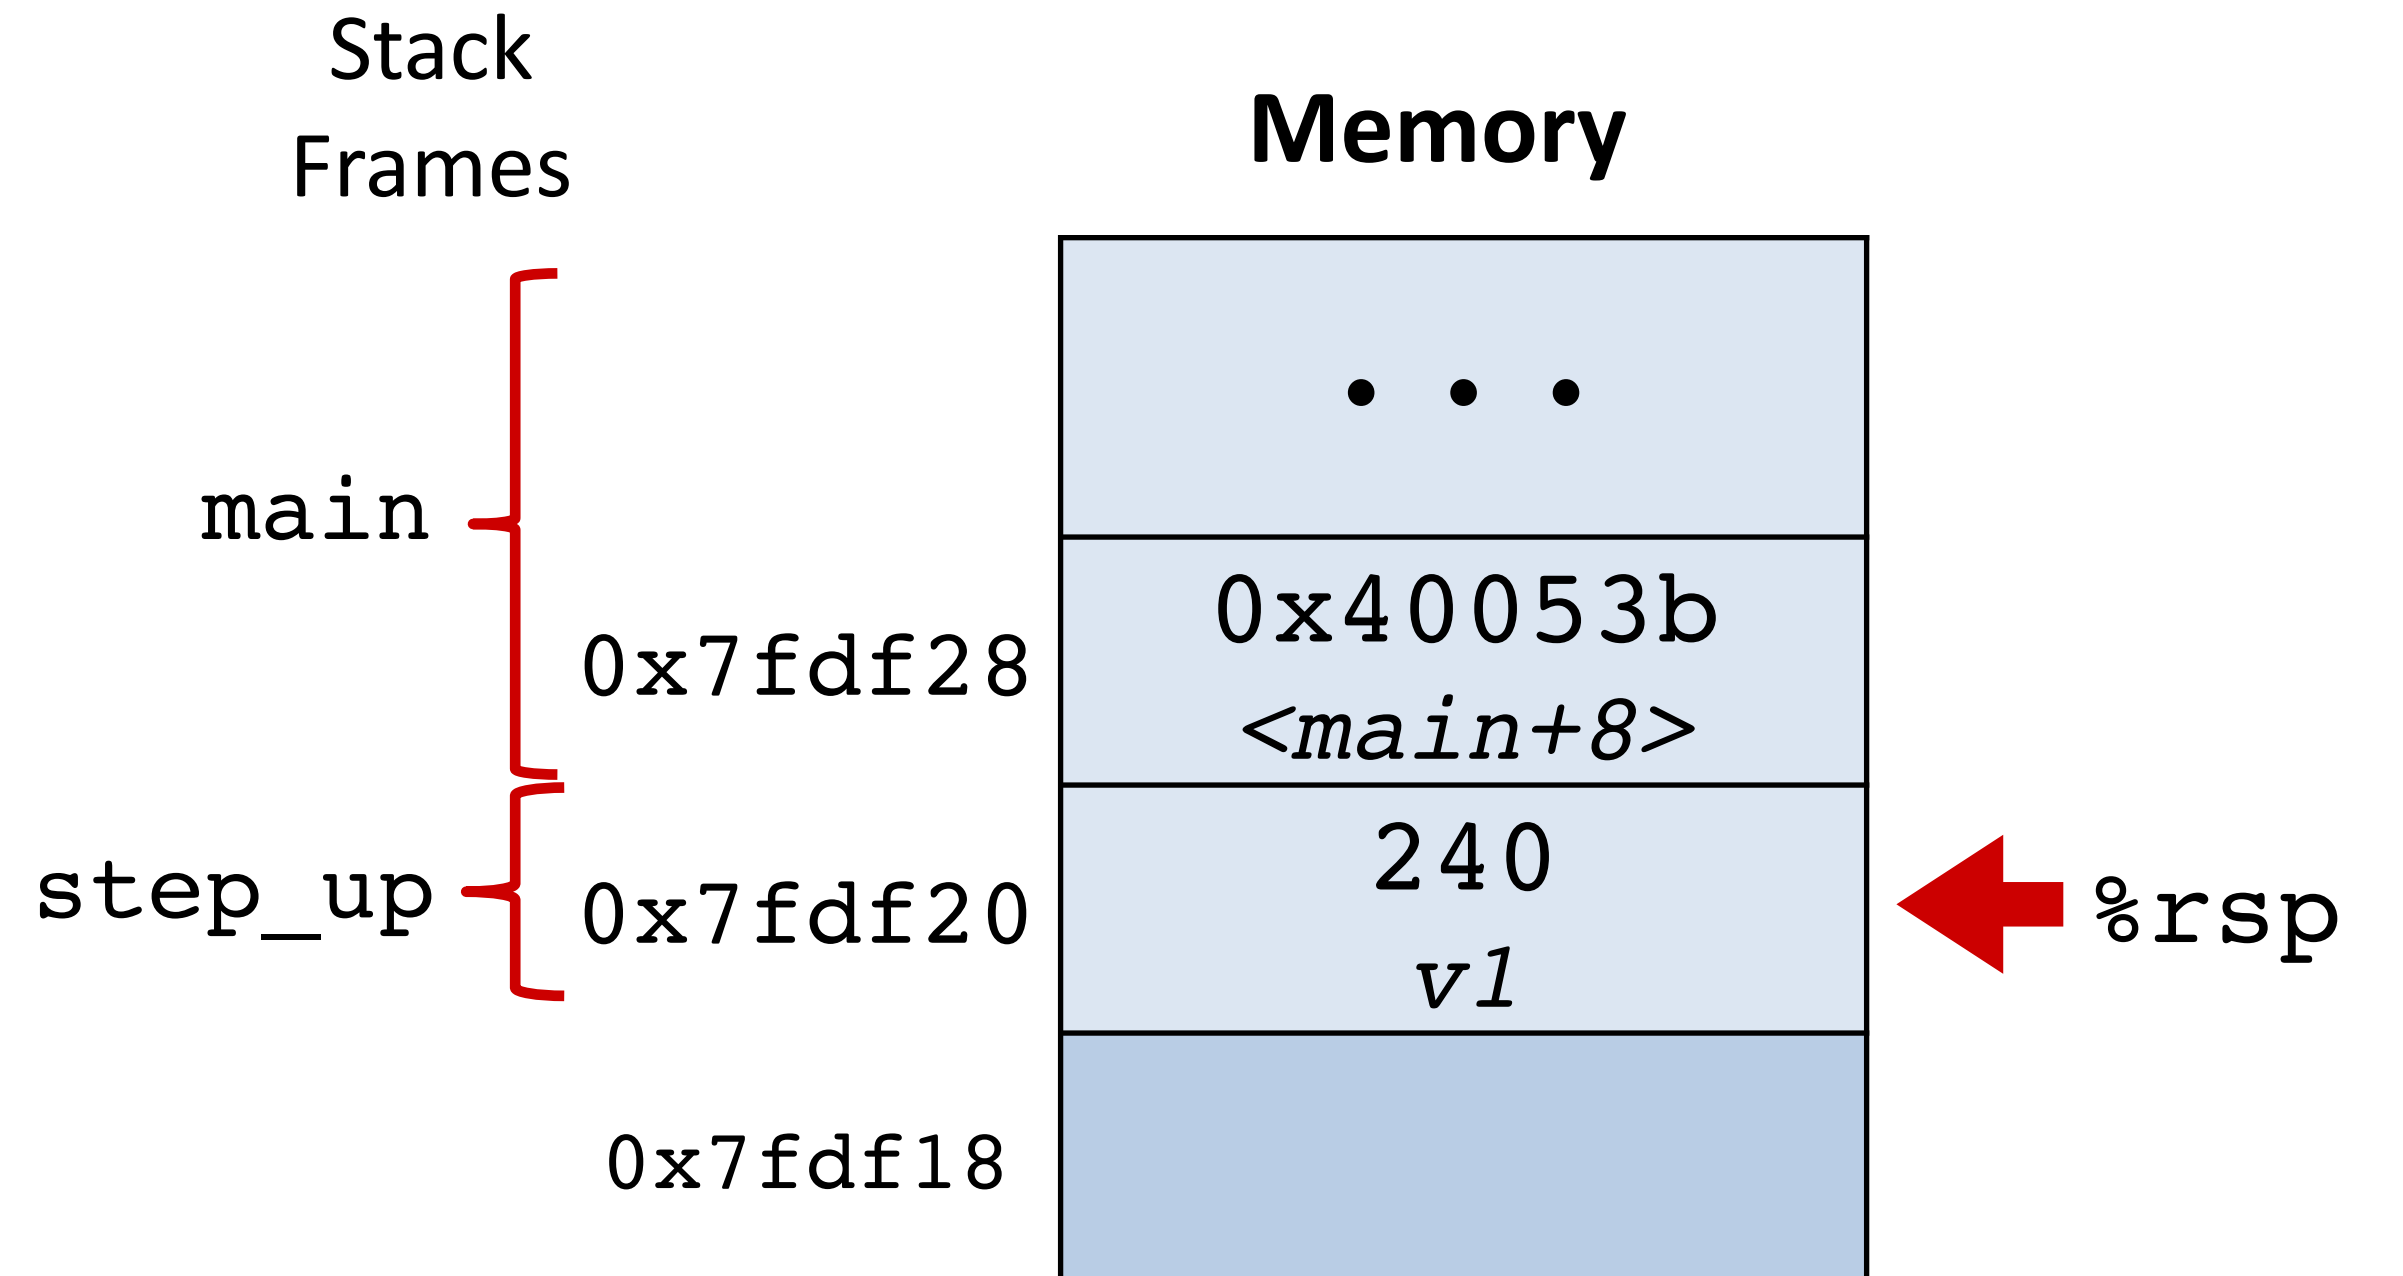 Stack
Frames
Memory
• • •
main
0x7fdf28
0x40053b
<main+8>
step_up
0x7fdf20
240
v1
%rsp
0x7fdf18